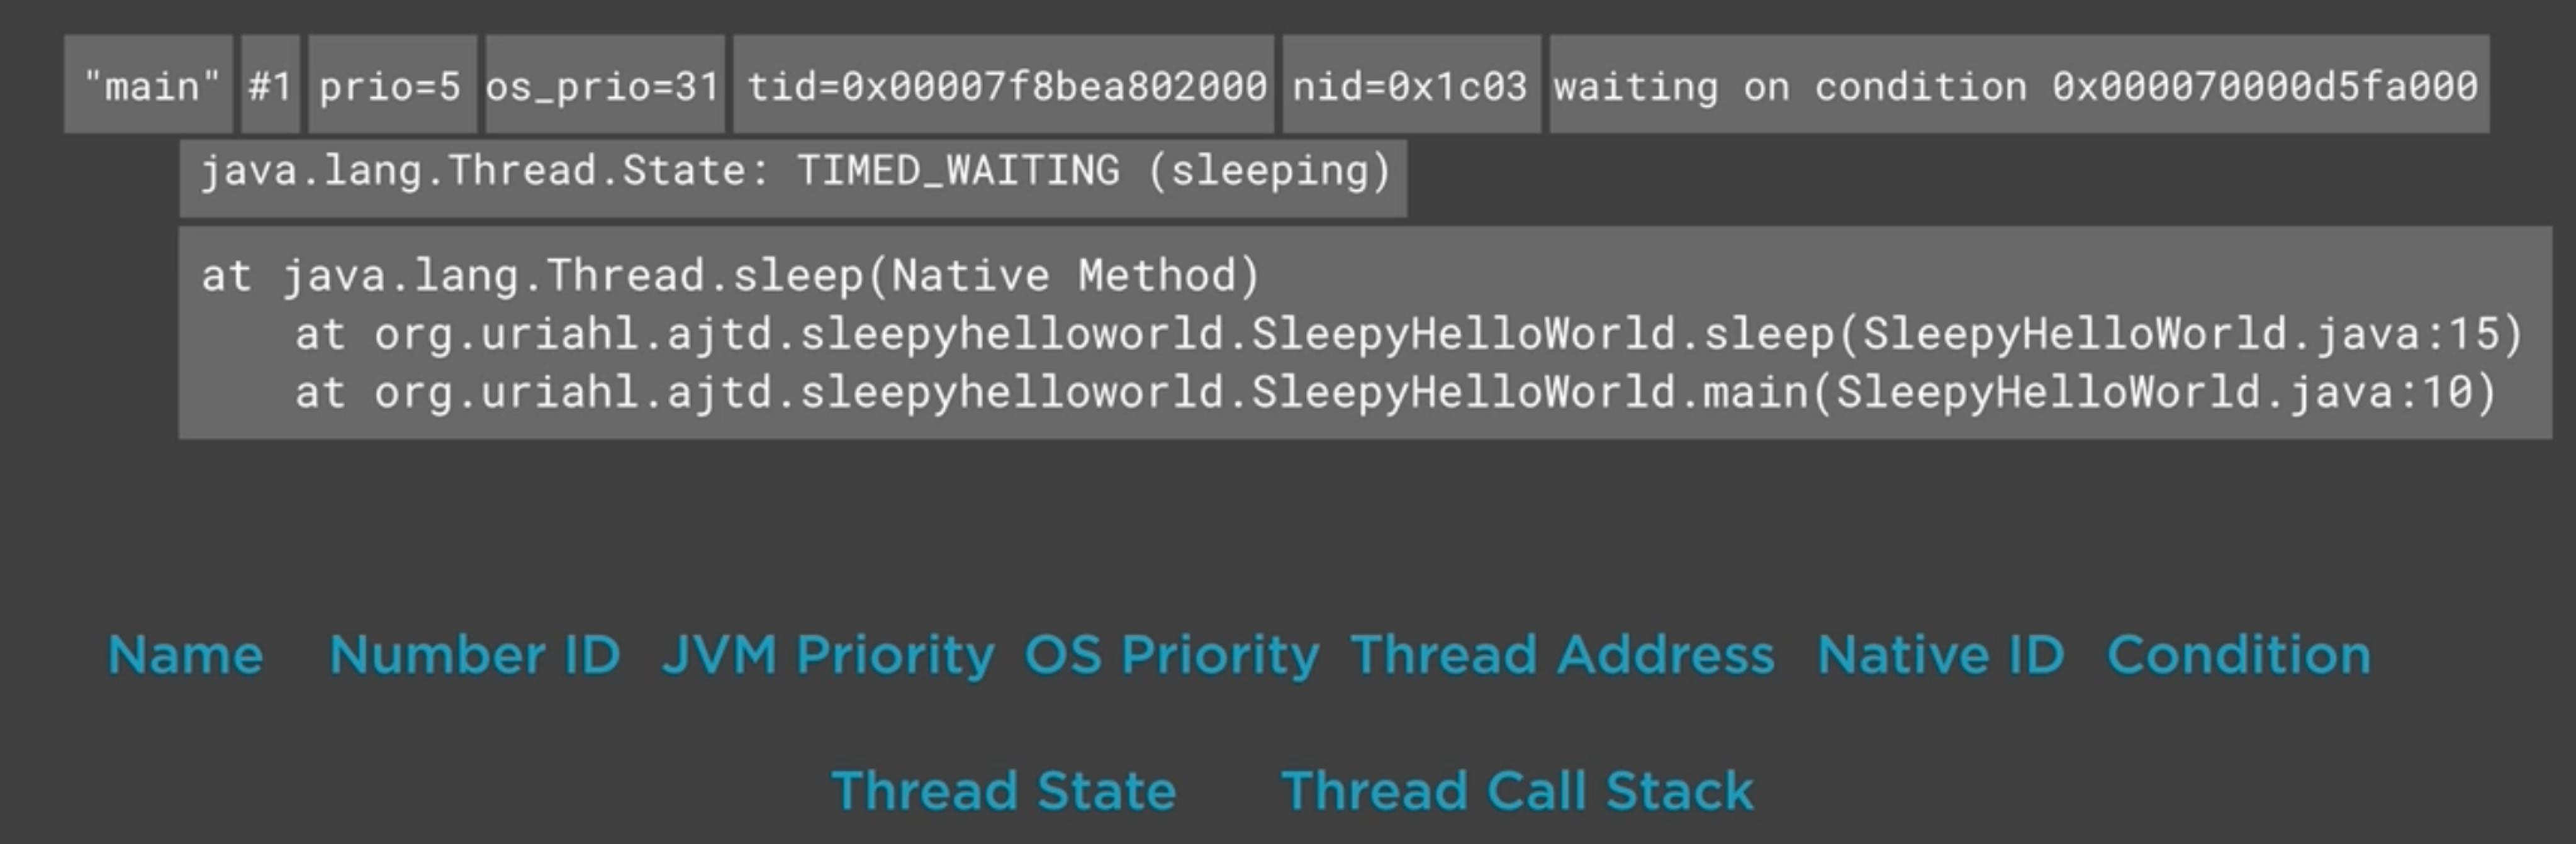 "main" #1 prio=5 os_prio=31 tid=0x00007f8bea802000 nid=0x1c03 waiting on condition 0x000070000d5fa000
java.lang.Thread.State: TIMED_WAITING (sleeping)
at java.lang.Thread.sleep(Native Method)
at org.uriahl.ajtd.sleepyhelloworld.SleepyHelloWorld.sleep(SleepyHelloWorld.java:15)
at org.uriahl.ajtd.sleepyhelloworld.SleepyHelloWorld.main(SleepyHelloWorld.java:10)
Name Number ID JVM Priority OS Priority Thread Address Native ID Condition
Thread State Thread Call Stack